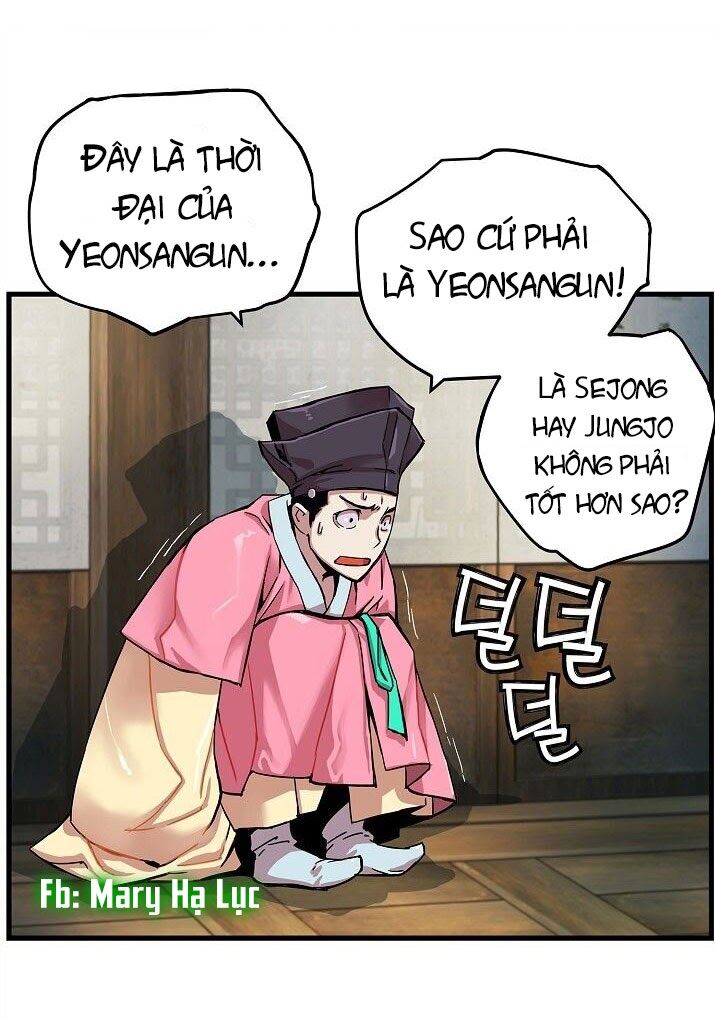 ĐÂY LÀ THỜI
ĐẠI CỦA
YEONSANGUN...
SAO CỨ PHẢI
LÀ YEONSANGUN!
LÀ SEJONG
HAY JUNGJO
KHÔNG PHẢI
TỐT HƠN SAO?
덜덜
덜덜
Fb: Mary Hạ Lục